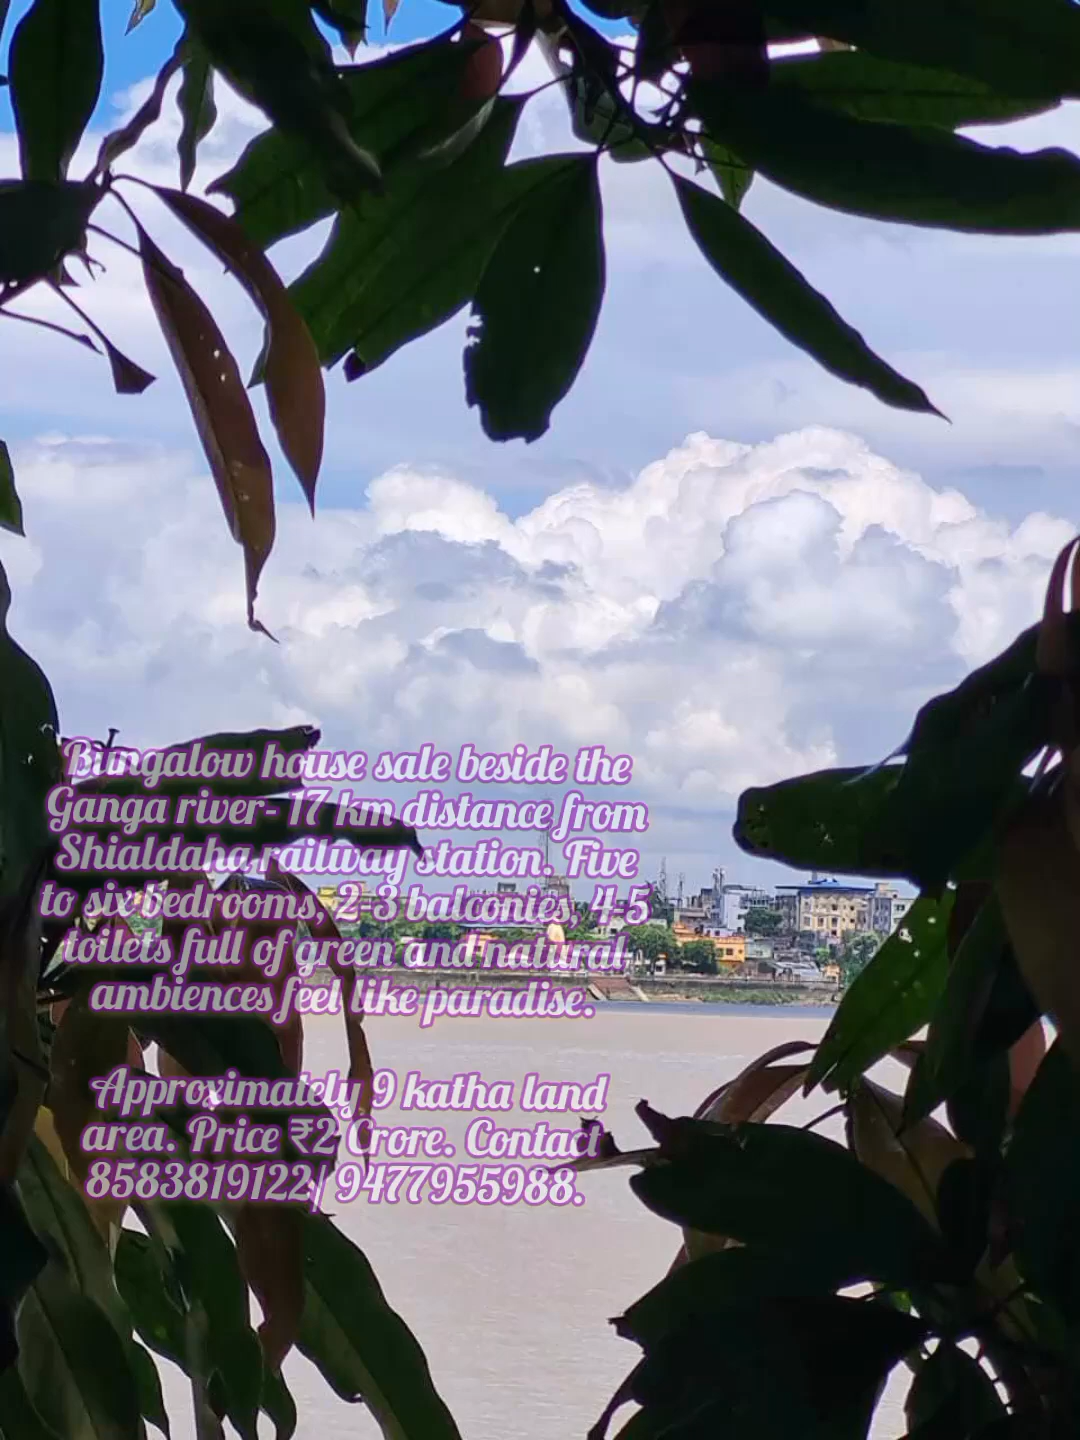 Bungalow house sale beside the
Ganga river- 17 km distance from
Shialdaha railway station. Five
to six bedrooms, 2-3 balconies, 4-5
toilets full of green and natural
ambiences feel like paradise.
Approximately 9 katha land
area. Price ₹2 Crore. Contact
8583819122/ 9477955988.